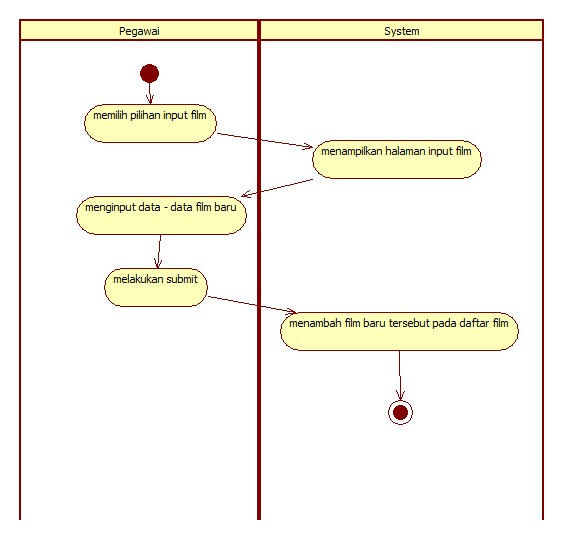 Pegawai
System
memilih pilihan input film
menampilkan halaman input film
menginput data - data film baru
melakukan submit
menambah film baru tersebut pada daftar film